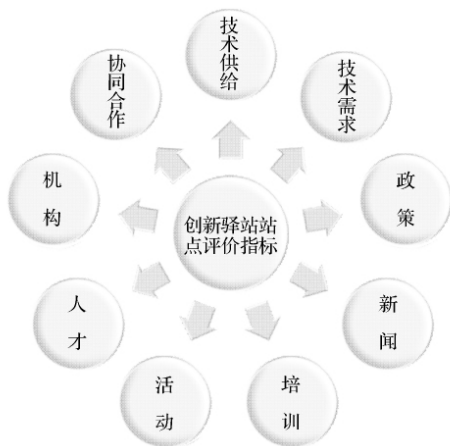 技术供给
技术需求
政策
新闻
培训
活动
人才
机构
协同合作
创新驿站站
点评价指标